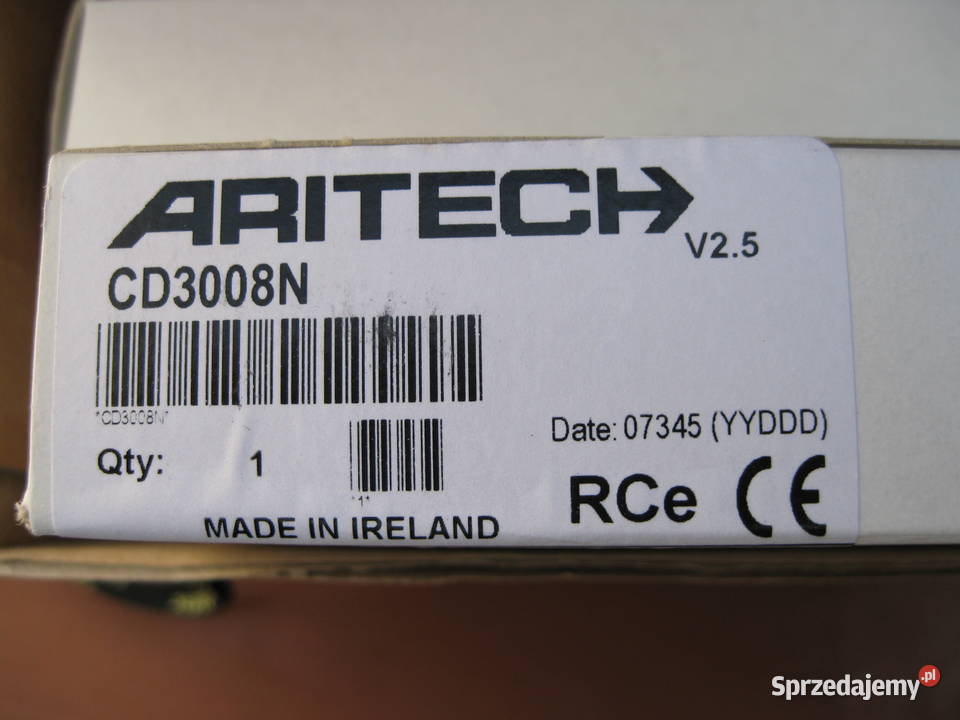 ARITECH
V2.5
CD3008N
*CD3008N*
Date: 07345 (YYDDD)
Qty: 1
*1*
RCe CE
MADE IN IRELAND
Sprzedajemy.pl